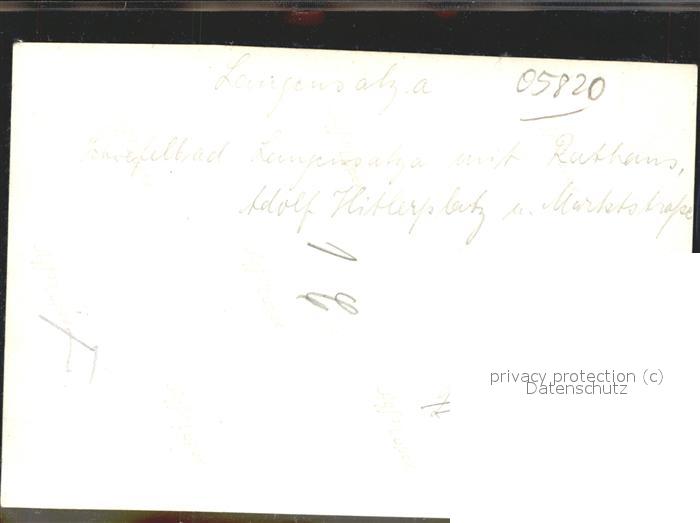 Langensalza 05820
Schwefelbad Langensalza mit Rathaus,
Adolf Hitlerplatz u. Marktstraße
privacy protection (c)
Datenschutz